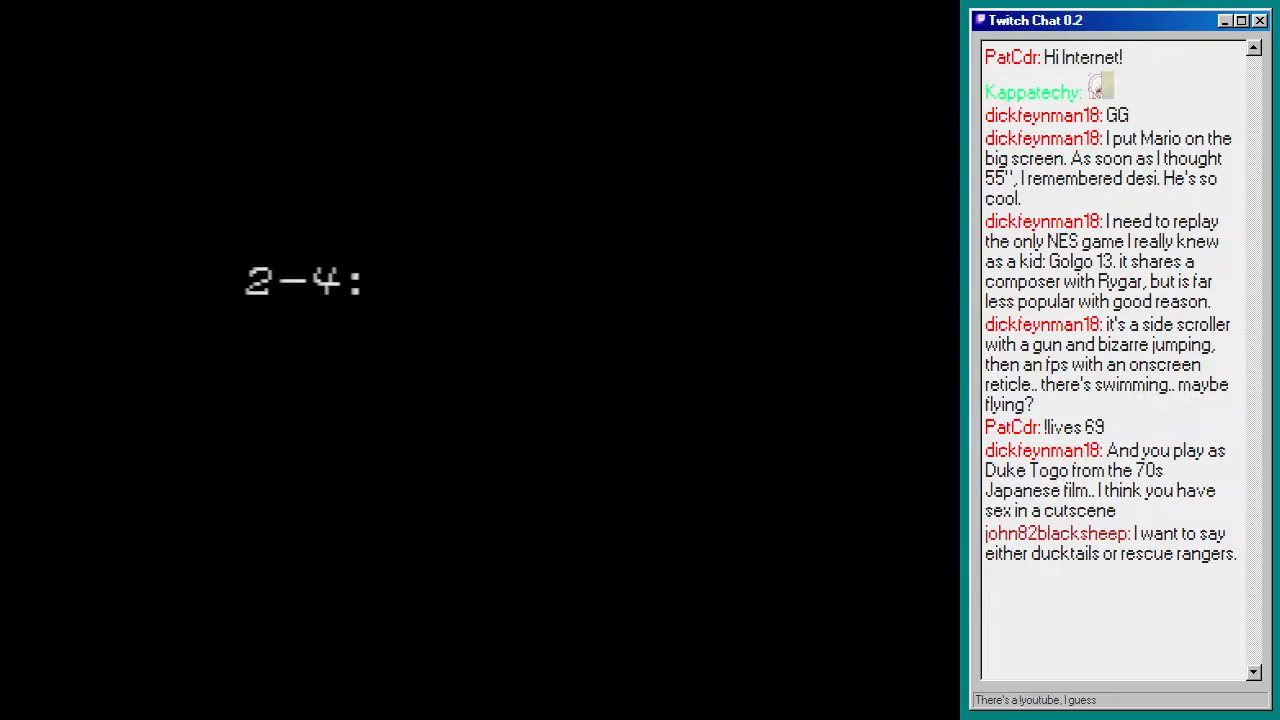 2-4:
Twitch Chat 0.2
PatCdr: Hi Internet!
Kappatechy:
dickfeynman18: GG
dickfeynman18: I put Mario on the
big screen. As soon as I thought
55'', I remembered desi. He's so
cool.
dickfeynman18: I need to replay
the only NES game I really knew
as a kid: Golgo 13. it shares a
composer with Rygar, but is far
less popular with good reason.
dickfeynman18: it's a side scroller
with a gun and bizarre jumping,
then an fps with an onscreen
reticle.. there's swimming.. maybe
flying?
PatCdr: !lives 69
dickfeynman18: And you play as
Duke Togo from the 70s
Japanese film.. I think you have
sex in a cutscene
john82blacksheep: I want to say
either ducktails or rescue rangers.
There's a !youtube, I guess